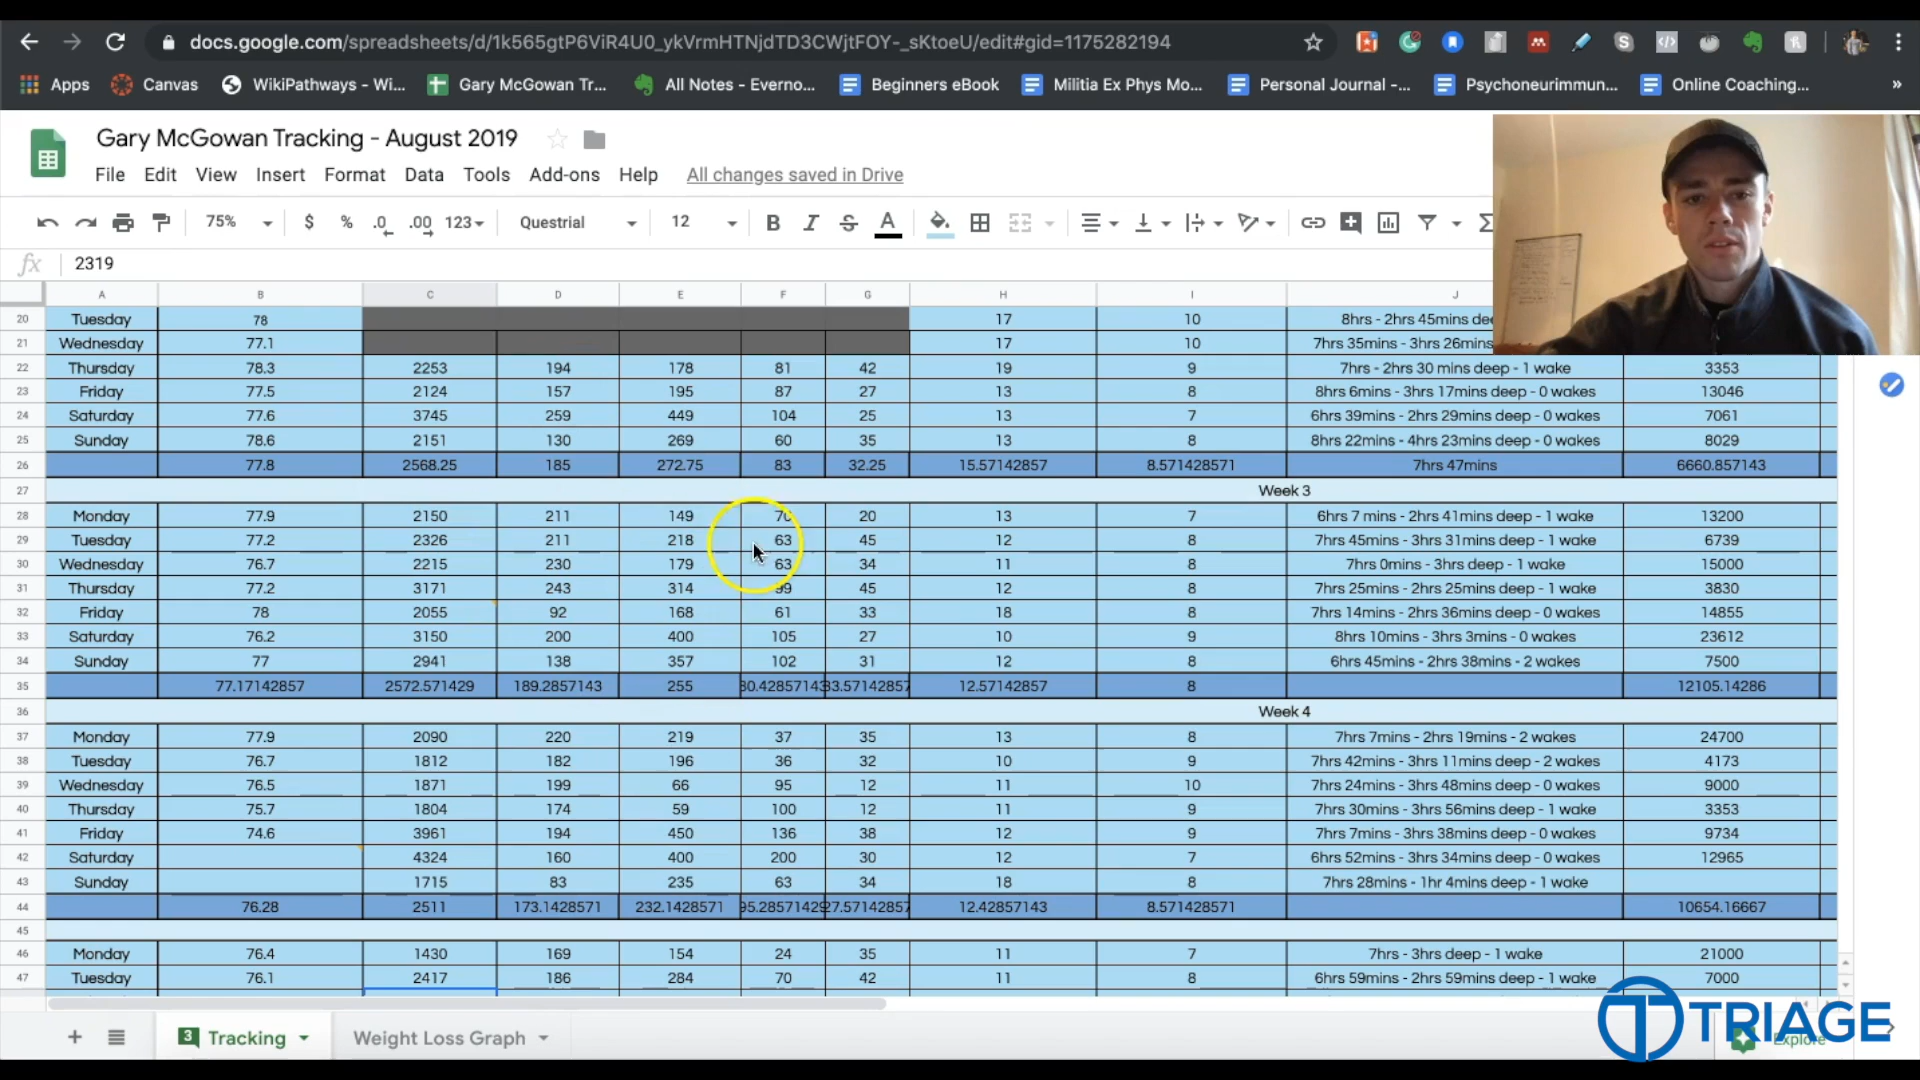 docs.google.com/spreadsheets/d/1k565gtP6ViR4U0_ykVrmHTNjdTD3CWjtFOY-_sKtoeU/edit#gid=1175282194
Apps Canvas WikiPathways - Wi... Gary McGowan Tr... All Notes - Everno... Beginners eBook Militia Ex Phys Mo... Personal Journal -... Psychoneurimmun... Online Coaching... »
Gary McGowan Tracking - August 2019
File Edit View Insert Format Data Tools Add-ons Help All changes saved in Drive
75% $ % .0 .00 123 Questrial 12 B I S A Σ
fx 2319
A B C D E F G H I J
20 Tuesday 78 17 10 8hrs - 2hrs 45mins dee
21 Wednesday 77.1 17 10 7hrs 35mins - 3hrs 26mins
22 Thursday 78.3 2253 194 178 81 42 19 9 7hrs - 2hrs 30 mins deep - 1 wake 3353
23 Friday 77.5 2124 157 195 87 27 13 8 8hrs 6mins - 3hrs 17mins deep - 0 wakes 13046
24 Saturday 77.6 3745 259 449 104 25 13 7 6hrs 39mins - 2hrs 29mins deep - 0 wakes 7061
25 Sunday 78.6 2151 130 269 60 35 13 8 8hrs 22mins - 4hrs 23mins deep - 0 wakes 8029
26 77.8 2568.25 185 272.75 83 32.25 15.57142857 8.571428571 7hrs 47mins 6660.857143
27 Week 3
28 Monday 77.9 2150 211 149 70 20 13 7 6hrs 7 mins - 2hrs 41mins deep - 1 wake 13200
29 Tuesday 77.2 2326 211 218 63 45 12 8 7hrs 45mins - 3hrs 31mins deep - 1 wake 6739
30 Wednesday 76.7 2215 230 179 63 34 11 8 7hrs 0mins - 3hrs deep - 1 wake 15000
31 Thursday 77.2 3171 243 314 99 45 12 8 7hrs 25mins - 2hrs 25mins deep - 1 wake 3830
32 Friday 78 2055 92 168 61 33 18 8 7hrs 14mins - 2hrs 36mins deep - 0 wakes 14855
33 Saturday 76.2 3150 200 400 105 27 10 9 8hrs 10mins - 3hrs 3mins - 0 wakes 23612
34 Sunday 77 2941 138 357 102 31 12 8 6hrs 45mins - 2hrs 38mins - 2 wakes 7500
35 77.17142857 2572.571429 189.2857143 255 30.42857143 33.57142857 12.57142857 8 12105.14286
36 Week 4
37 Monday 77.9 2090 220 219 37 35 13 8 7hrs 7mins - 2hrs 19mins - 2 wakes 24700
38 Tuesday 76.7 1812 182 196 36 32 10 9 7hrs 42mins - 3hrs 11mins deep - 2 wakes 4173
39 Wednesday 76.5 1871 199 66 95 12 11 10 7hrs 24mins - 3hrs 48mins deep - 0 wakes 9000
40 Thursday 75.7 1804 174 59 100 12 11 9 7hrs 30mins - 3hrs 56mins deep - 1 wake 3353
41 Friday 74.6 3961 194 450 136 38 12 9 7hrs 7mins - 3hrs 38mins deep - 0 wakes 9734
42 Saturday 4324 160 400 200 30 12 7 6hrs 52mins - 3hrs 34mins deep - 0 wakes 12965
43 Sunday 1715 83 235 63 34 18 8 7hrs 28mins - 1hr 4mins deep - 1 wake
44 76.28 2511 173.1428571 232.1428571 95.28571429 27.57142857 12.42857143 8.571428571 10654.16667
45
46 Monday 76.4 1430 169 154 24 35 11 7 7hrs - 3hrs deep - 1 wake 21000
47 Tuesday 76.1 2417 186 284 70 42 11 8 6hrs 59mins - 2hrs 59mins deep - 1 wake 7000
3 Tracking Weight Loss Graph
TRIAGE
Explore